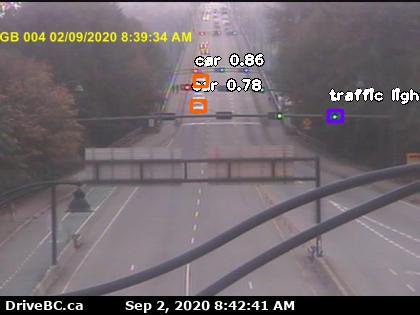 GB 004 02/09/2020 8:39:34 AM
car 0.86
car 0.78
traffic ligh
DriveBC.ca Sep 2, 2020 8:42:41 AM